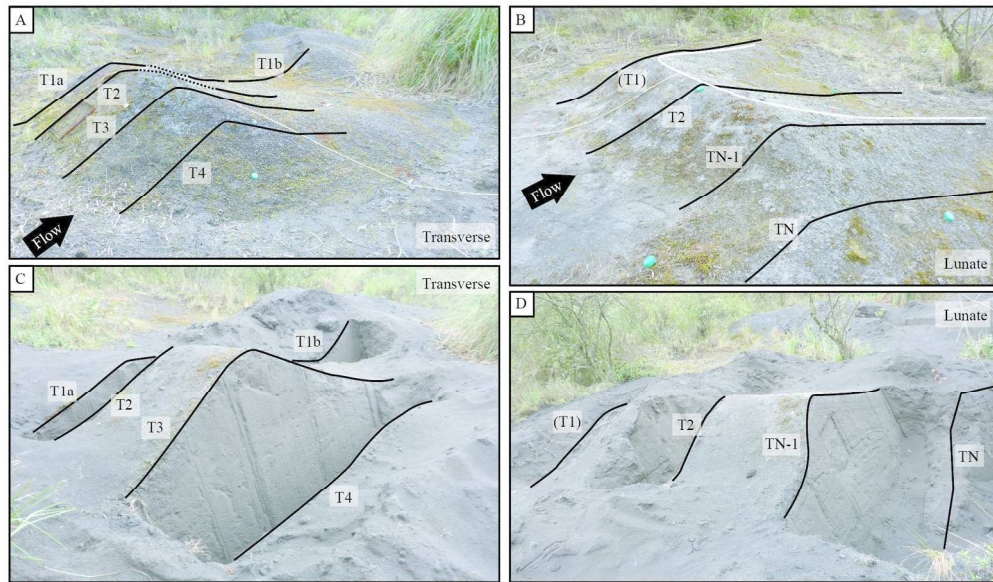 A
T1a
T1b
T2
T3
T4
Flow
Transverse
B
(T1)
T2
TN-1
TN
Flow
Lunate
C
Transverse
T1b
T1a
T2
T3
T4
D
Lunate
(T1)
T2
TN-1
TN